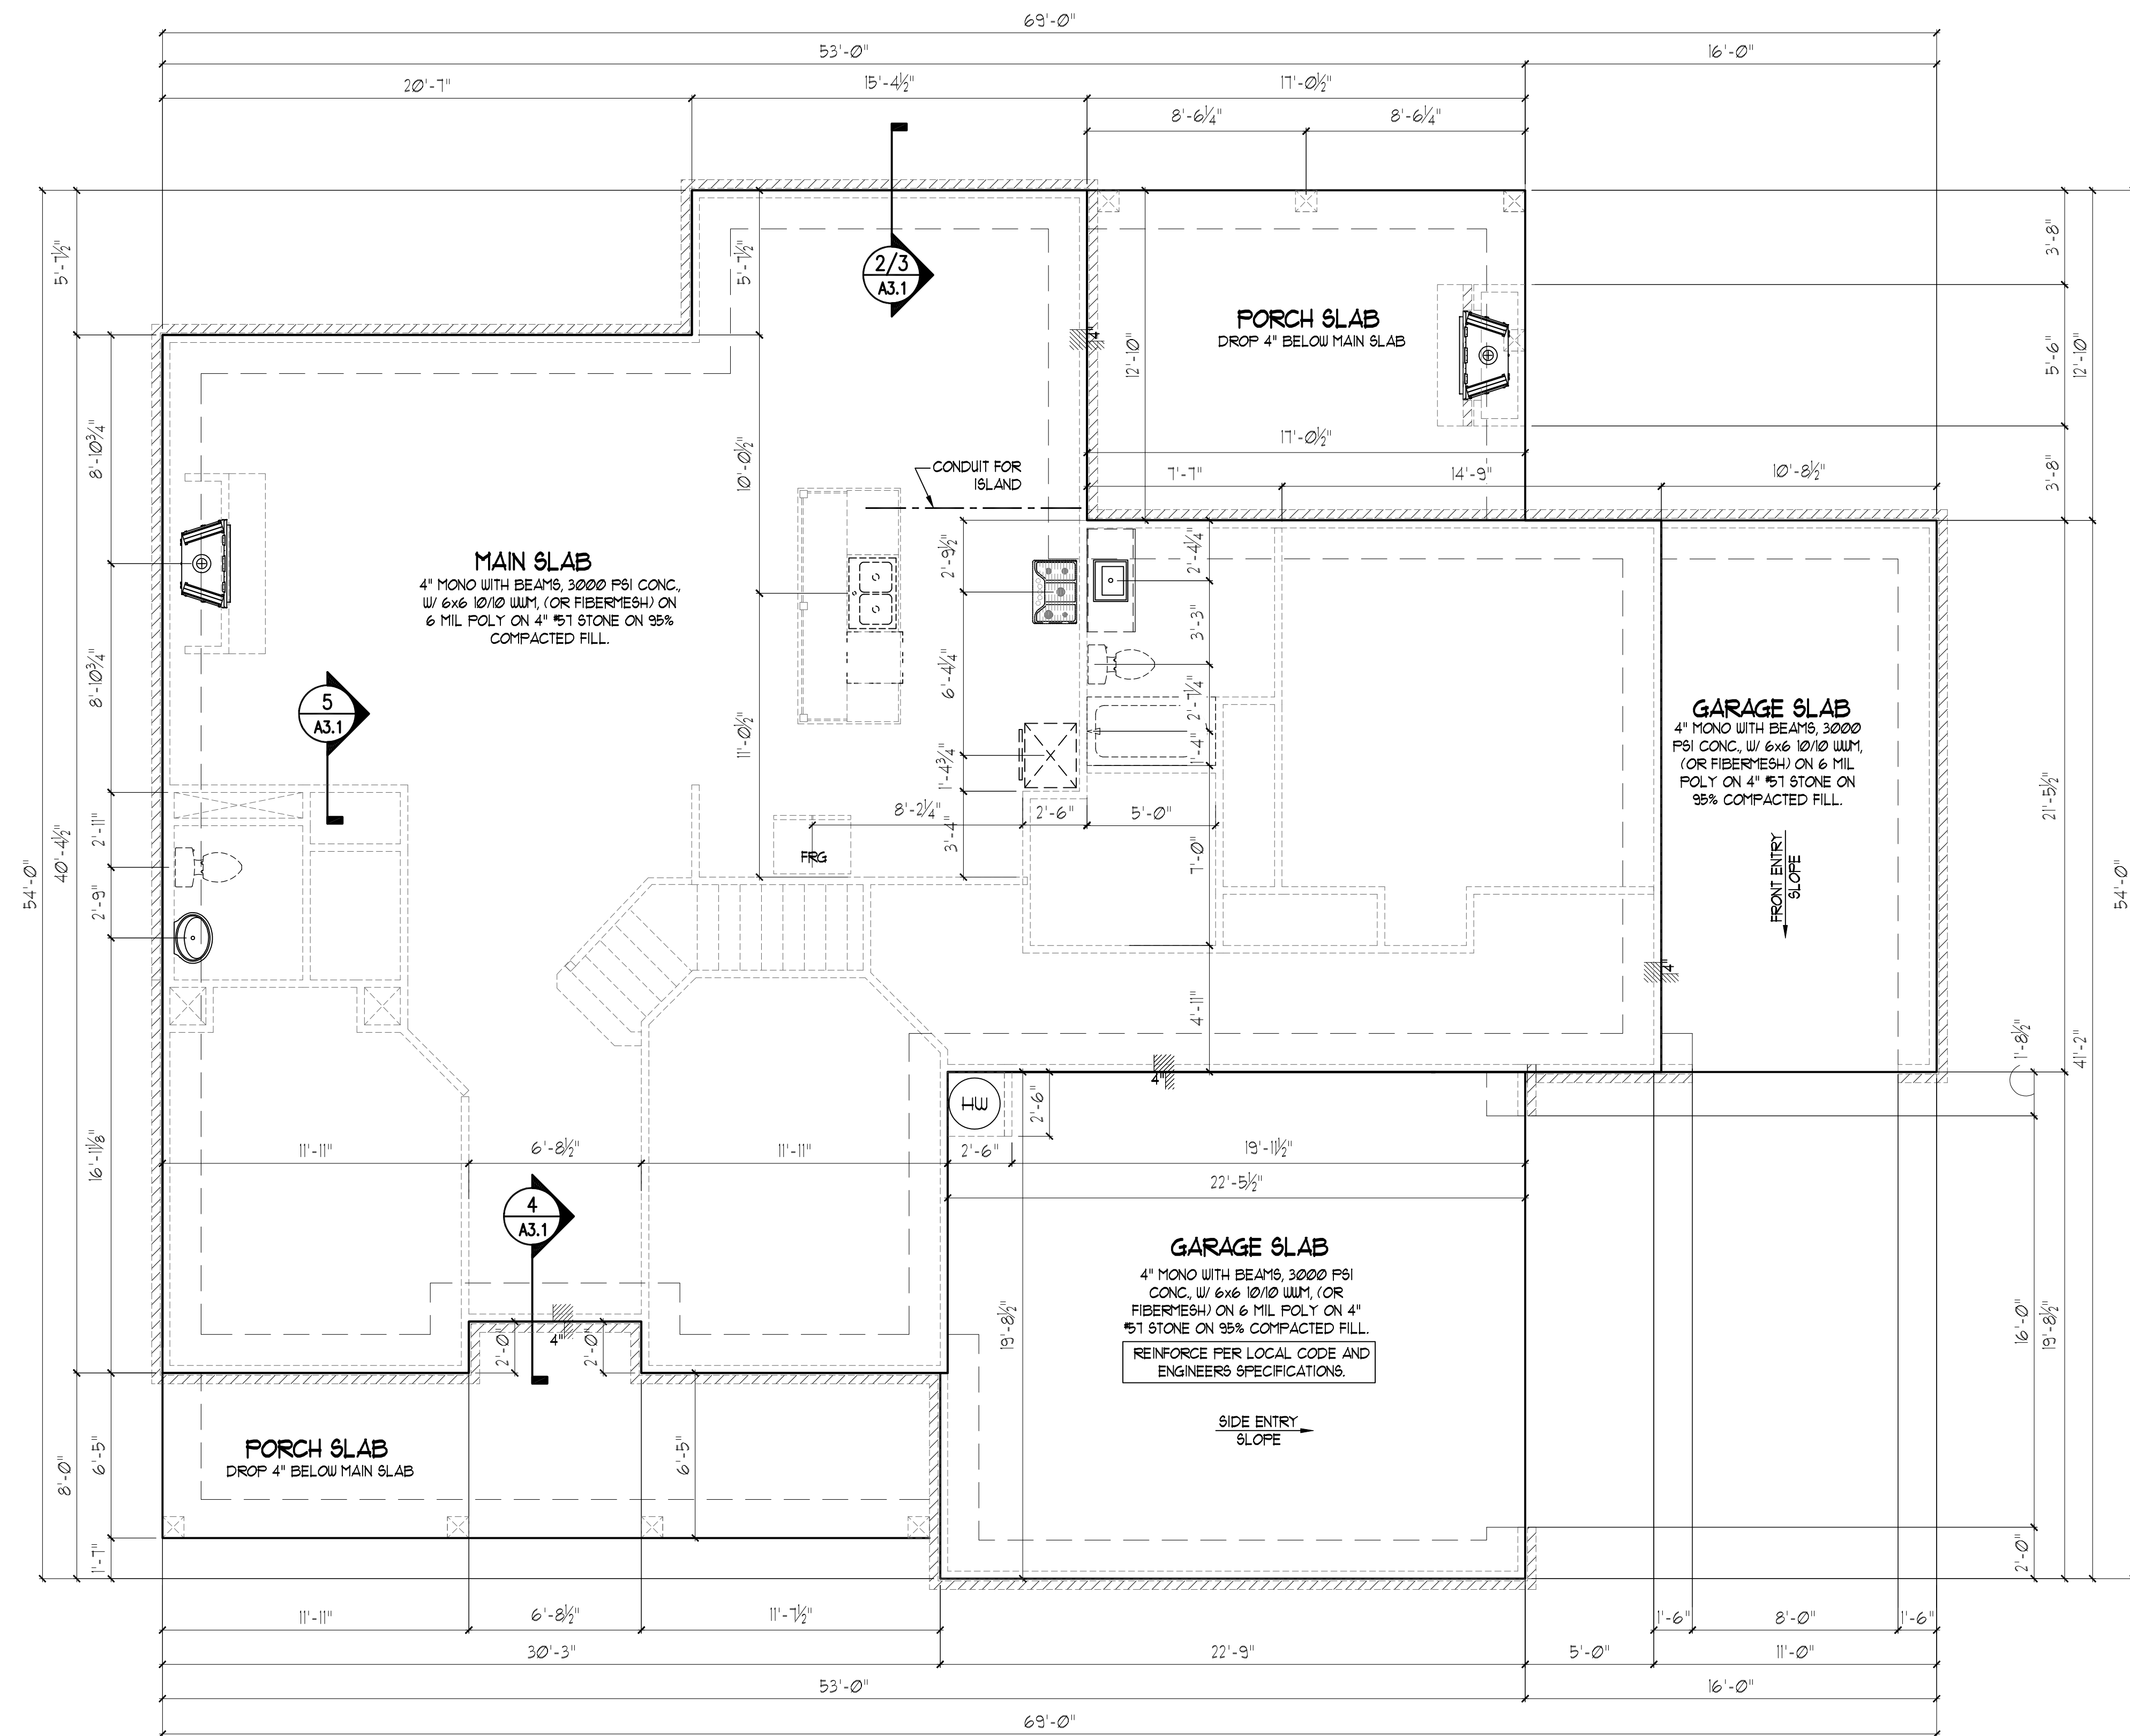 69'-0"
53'-0"
16'-0"
20'-7"
15'-4½"
17'-0½"
8'-6¼"
8'-6¼"
5'-7½"
5'-7½"
2/3
A3.1
3'-8"
PORCH SLAB
DROP 4" BELOW MAIN SLAB
4"
12'-10"
5'-6"
12'-10"
8'-10¾"
10'-0½"
17'-0½"
CONDUIT FOR
ISLAND
7'-7"
14'-9"
10'-8½"
3'-8"
MAIN SLAB
4" MONO WITH BEAMS, 3000 PSI CONC.,
W/ 6x6 10/10 WWM, (OR FIBERMESH) ON
6 MIL POLY ON 4" #57 STONE ON 95%
COMPACTED FILL.
2'-9½"
2'-4¼"
3'-3"
8'-10¾"
6'-4¼"
2'-7¼"
5
A3.1
GARAGE SLAB
4" MONO WITH BEAMS, 3000
PSI CONC., W/ 6x6 10/10 WWM,
(OR FIBERMESH) ON 6 MIL
POLY ON 4" #57 STONE ON
95% COMPACTED FILL.
11'-0½"
1'-4¾"
1'-4"
21'-5½"
8'-2¼"
2'-6"
5'-0"
2'-11"
3'-4"
7'-0"
FRG
54'-0"
40'-4½"
2'-9"
FRONT ENTRY
SLOPE
54'-0"
4"
4'-11"
1'-8½"
41'-2"
4"
HW
2'-6"
16'-11⅛"
11'-11"
6'-8½"
11'-11"
2'-6"
19'-11½"
22'-5½"
4
A3.1
GARAGE SLAB
4" MONO WITH BEAMS, 3000 PSI
CONC., W/ 6x6 10/10 WWM, (OR
FIBERMESH) ON 6 MIL POLY ON 4"
#57 STONE ON 95% COMPACTED FILL.
REINFORCE PER LOCAL CODE AND
ENGINEERS SPECIFICATIONS.
2'-0"
4"
2'-0"
19'-8½"
16'-0"
19'-8½"
SIDE ENTRY
SLOPE
PORCH SLAB
DROP 4" BELOW MAIN SLAB
8'-0"
6'-5"
6'-5"
1'-7"
2'-0"
11'-11"
6'-8½"
11'-7½"
1'-6"
8'-0"
1'-6"
30'-3"
22'-9"
5'-0"
11'-0"
53'-0"
16'-0"
69'-0"